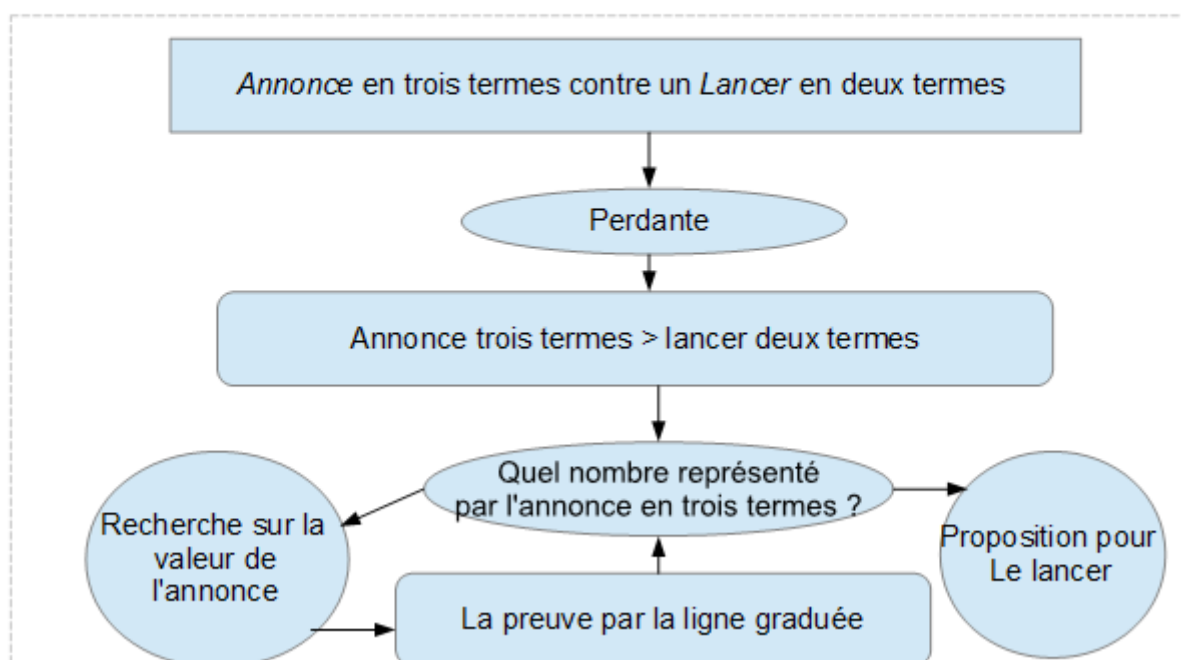 Annonce en trois termes contre un Lancer en deux termes
Perdante
Annonce trois termes > lancer deux termes
Quel nombre représenté
par l'annonce en trois termes ?
Recherche sur la
valeur de
l'annonce
Proposition pour
Le lancer
La preuve par la ligne graduée